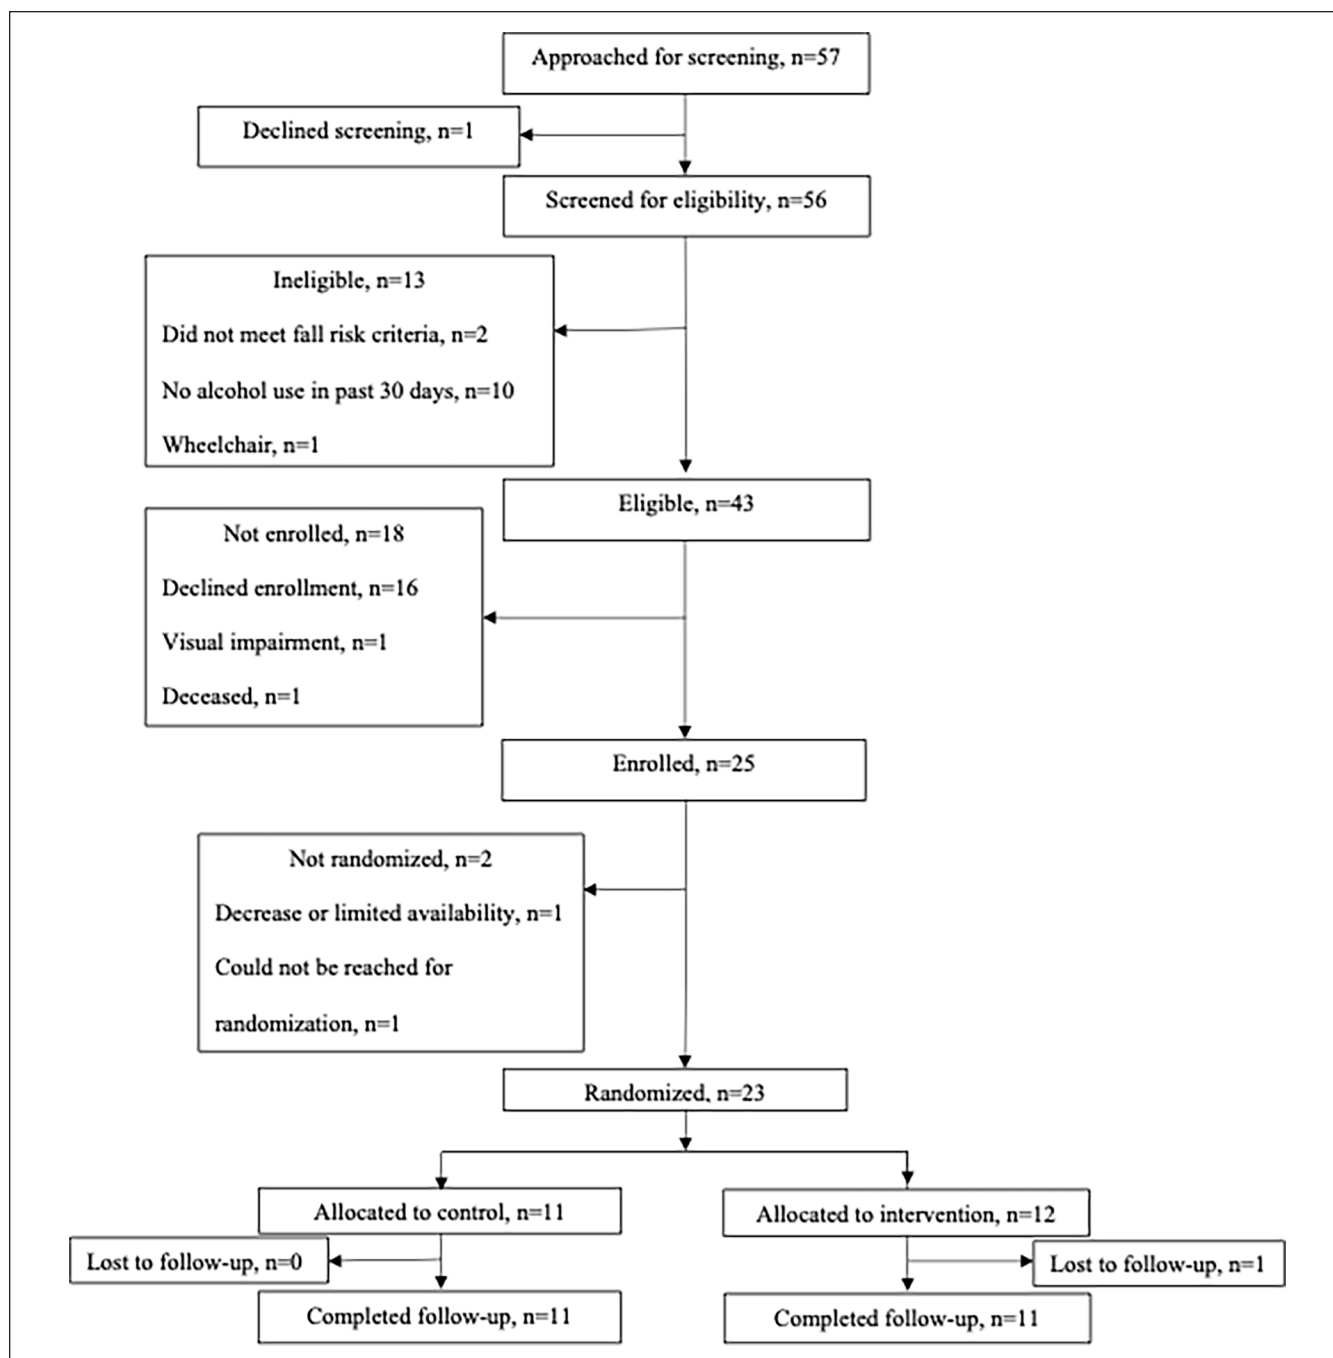 Approached for screening, n=57
Declined screening, n=1
Screened for eligibility, n=56
Ineligible, n=13
Did not meet fall risk criteria, n=2
No alcohol use in past 30 days, n=10
Wheelchair, n=1
Eligible, n=43
Not enrolled, n=18
Declined enrollment, n=16
Visual impairment, n=1
Deceased, n=1
Enrolled, n=25
Not randomized, n=2
Decrease or limited availability, n=1
Could not be reached for
randomization, n=1
Randomized, n=23
Allocated to control, n=11
Allocated to intervention, n=12
Lost to follow-up, n=0
Lost to follow-up, n=1
Completed follow-up, n=11
Completed follow-up, n=11